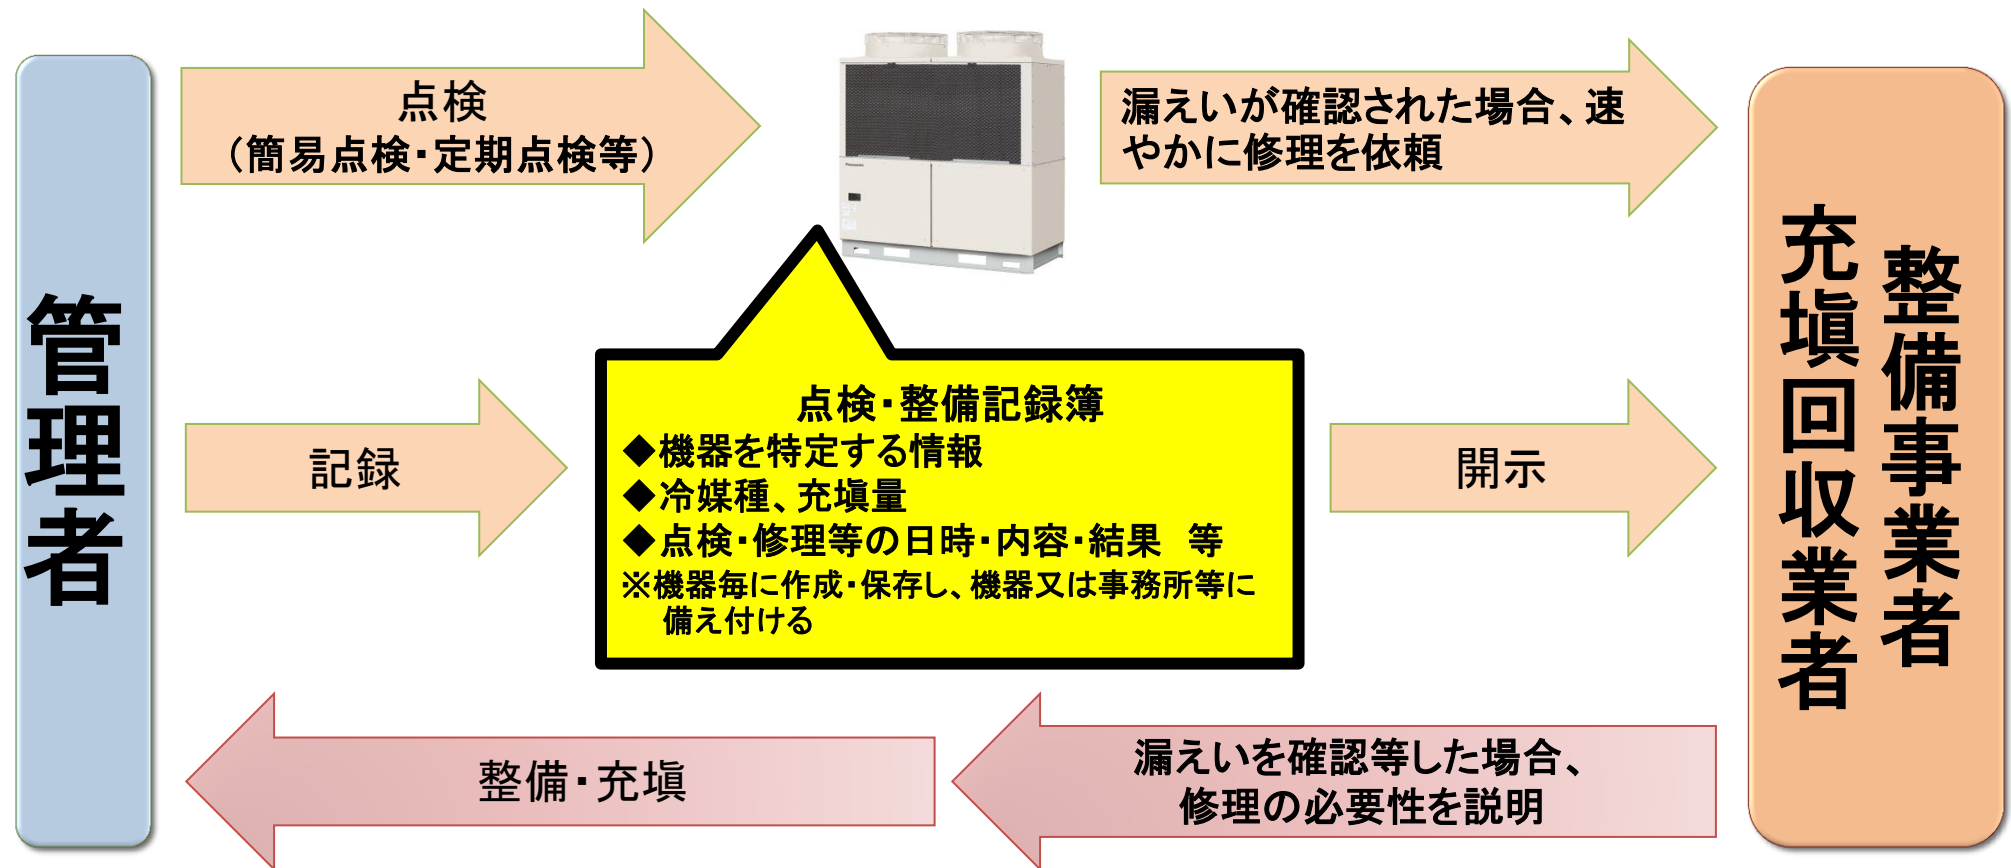 管理者
点検
（簡易点検・定期点検等）
Panasonic
漏えいが確認された場合、速
やかに修理を依頼
整備事業者
充塡回収業者
記録
点検・整備記録簿
◆機器を特定する情報
◆冷媒種、充塡量
◆点検・修理等の日時・内容・結果　等
※機器毎に作成・保存し、機器又は事務所等に
備え付ける
開示
整備・充塡
漏えいを確認等した場合、
修理の必要性を説明